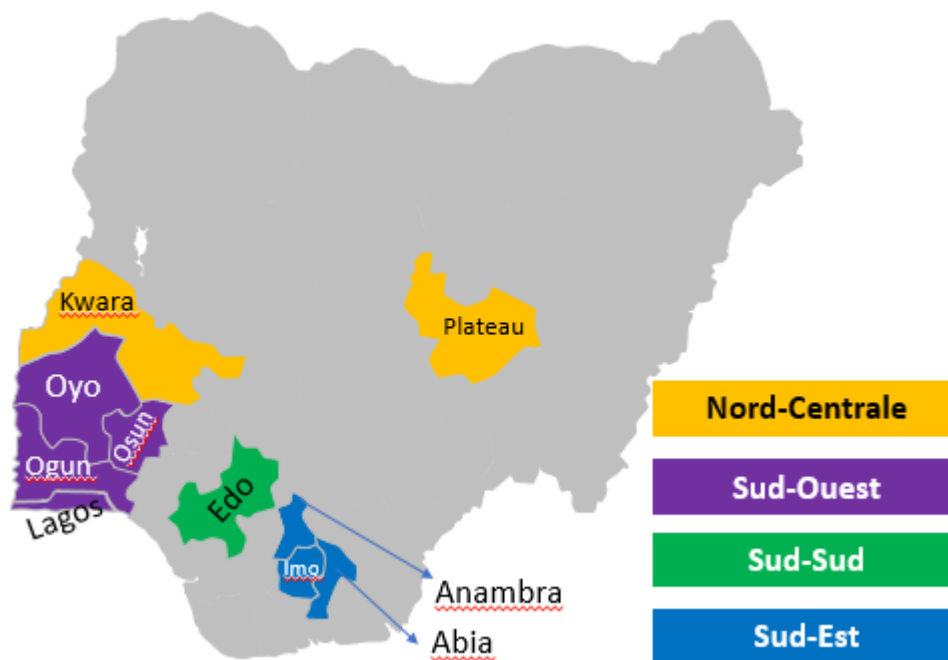 Kwara
Plateau
Oyo
Osun
Ogun
Lagos
Edo
Imo
Anambra
Abia
Nord-Centrale
Sud-Ouest
Sud-Sud
Sud-Est